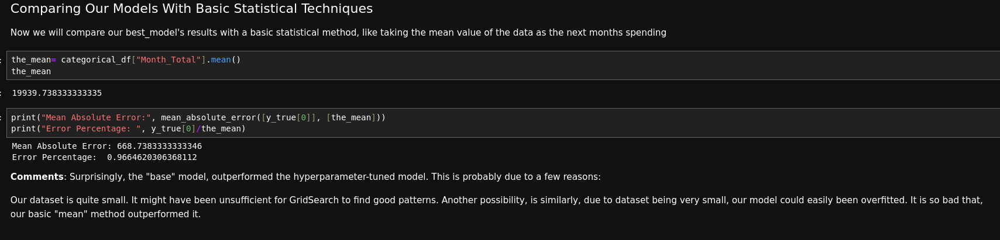 Comparing Our Models With Basic Statistical Techniques
Now we will compare our best_model's results with a basic statistical method, like taking the mean value of the data as the next months spending
the_mean= categorical_df["Month_Total"].mean()
the_mean
19939.738333333335
print("Mean Absolute Error:", mean_absolute_error([y_true[0]], [the_mean]))
print("Error Percentage: ", y_true[0]/the_mean)
Mean Absolute Error: 668.7383333333346
Error Percentage:  0.9664620306368112
Comments: Surprisingly, the "base" model, outperformed the hyperparameter-tuned model. This is probably due to a few reasons:
Our dataset is quite small. It might have been unsufficient for GridSearch to find good patterns. Another possibility, is similarly, due to dataset being very small, our model could easily been overfitted. It is so bad that,
our basic "mean" method outperformed it.